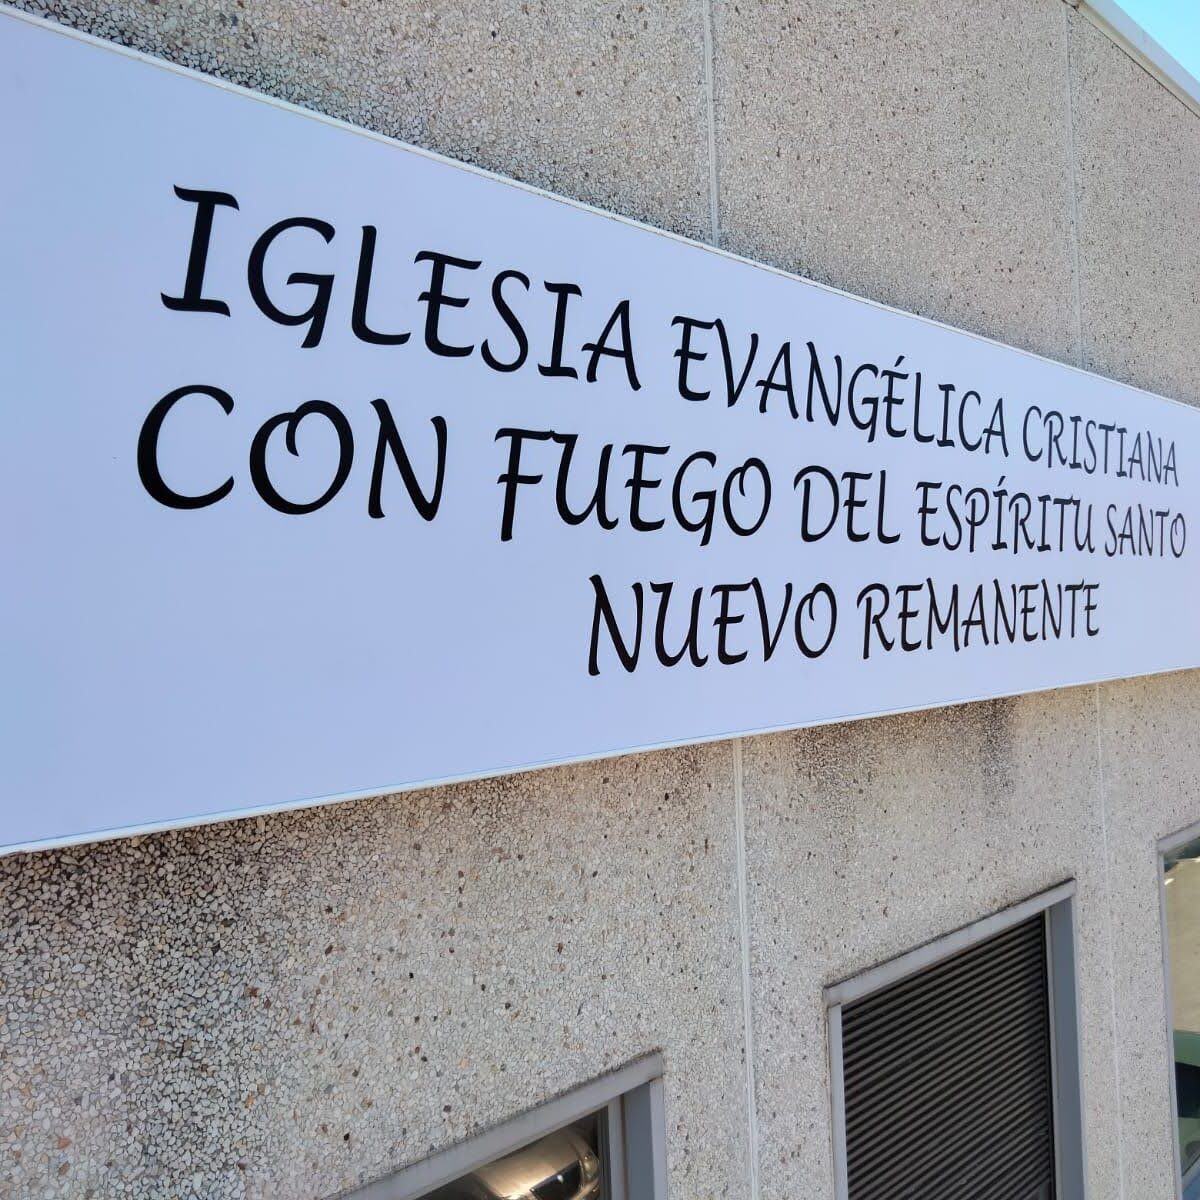 IGLESIA EVANGÉLICA CRISTIANA
CON FUEGO DEL ESPÍRITU SANTO
NUEVO REMANENTE